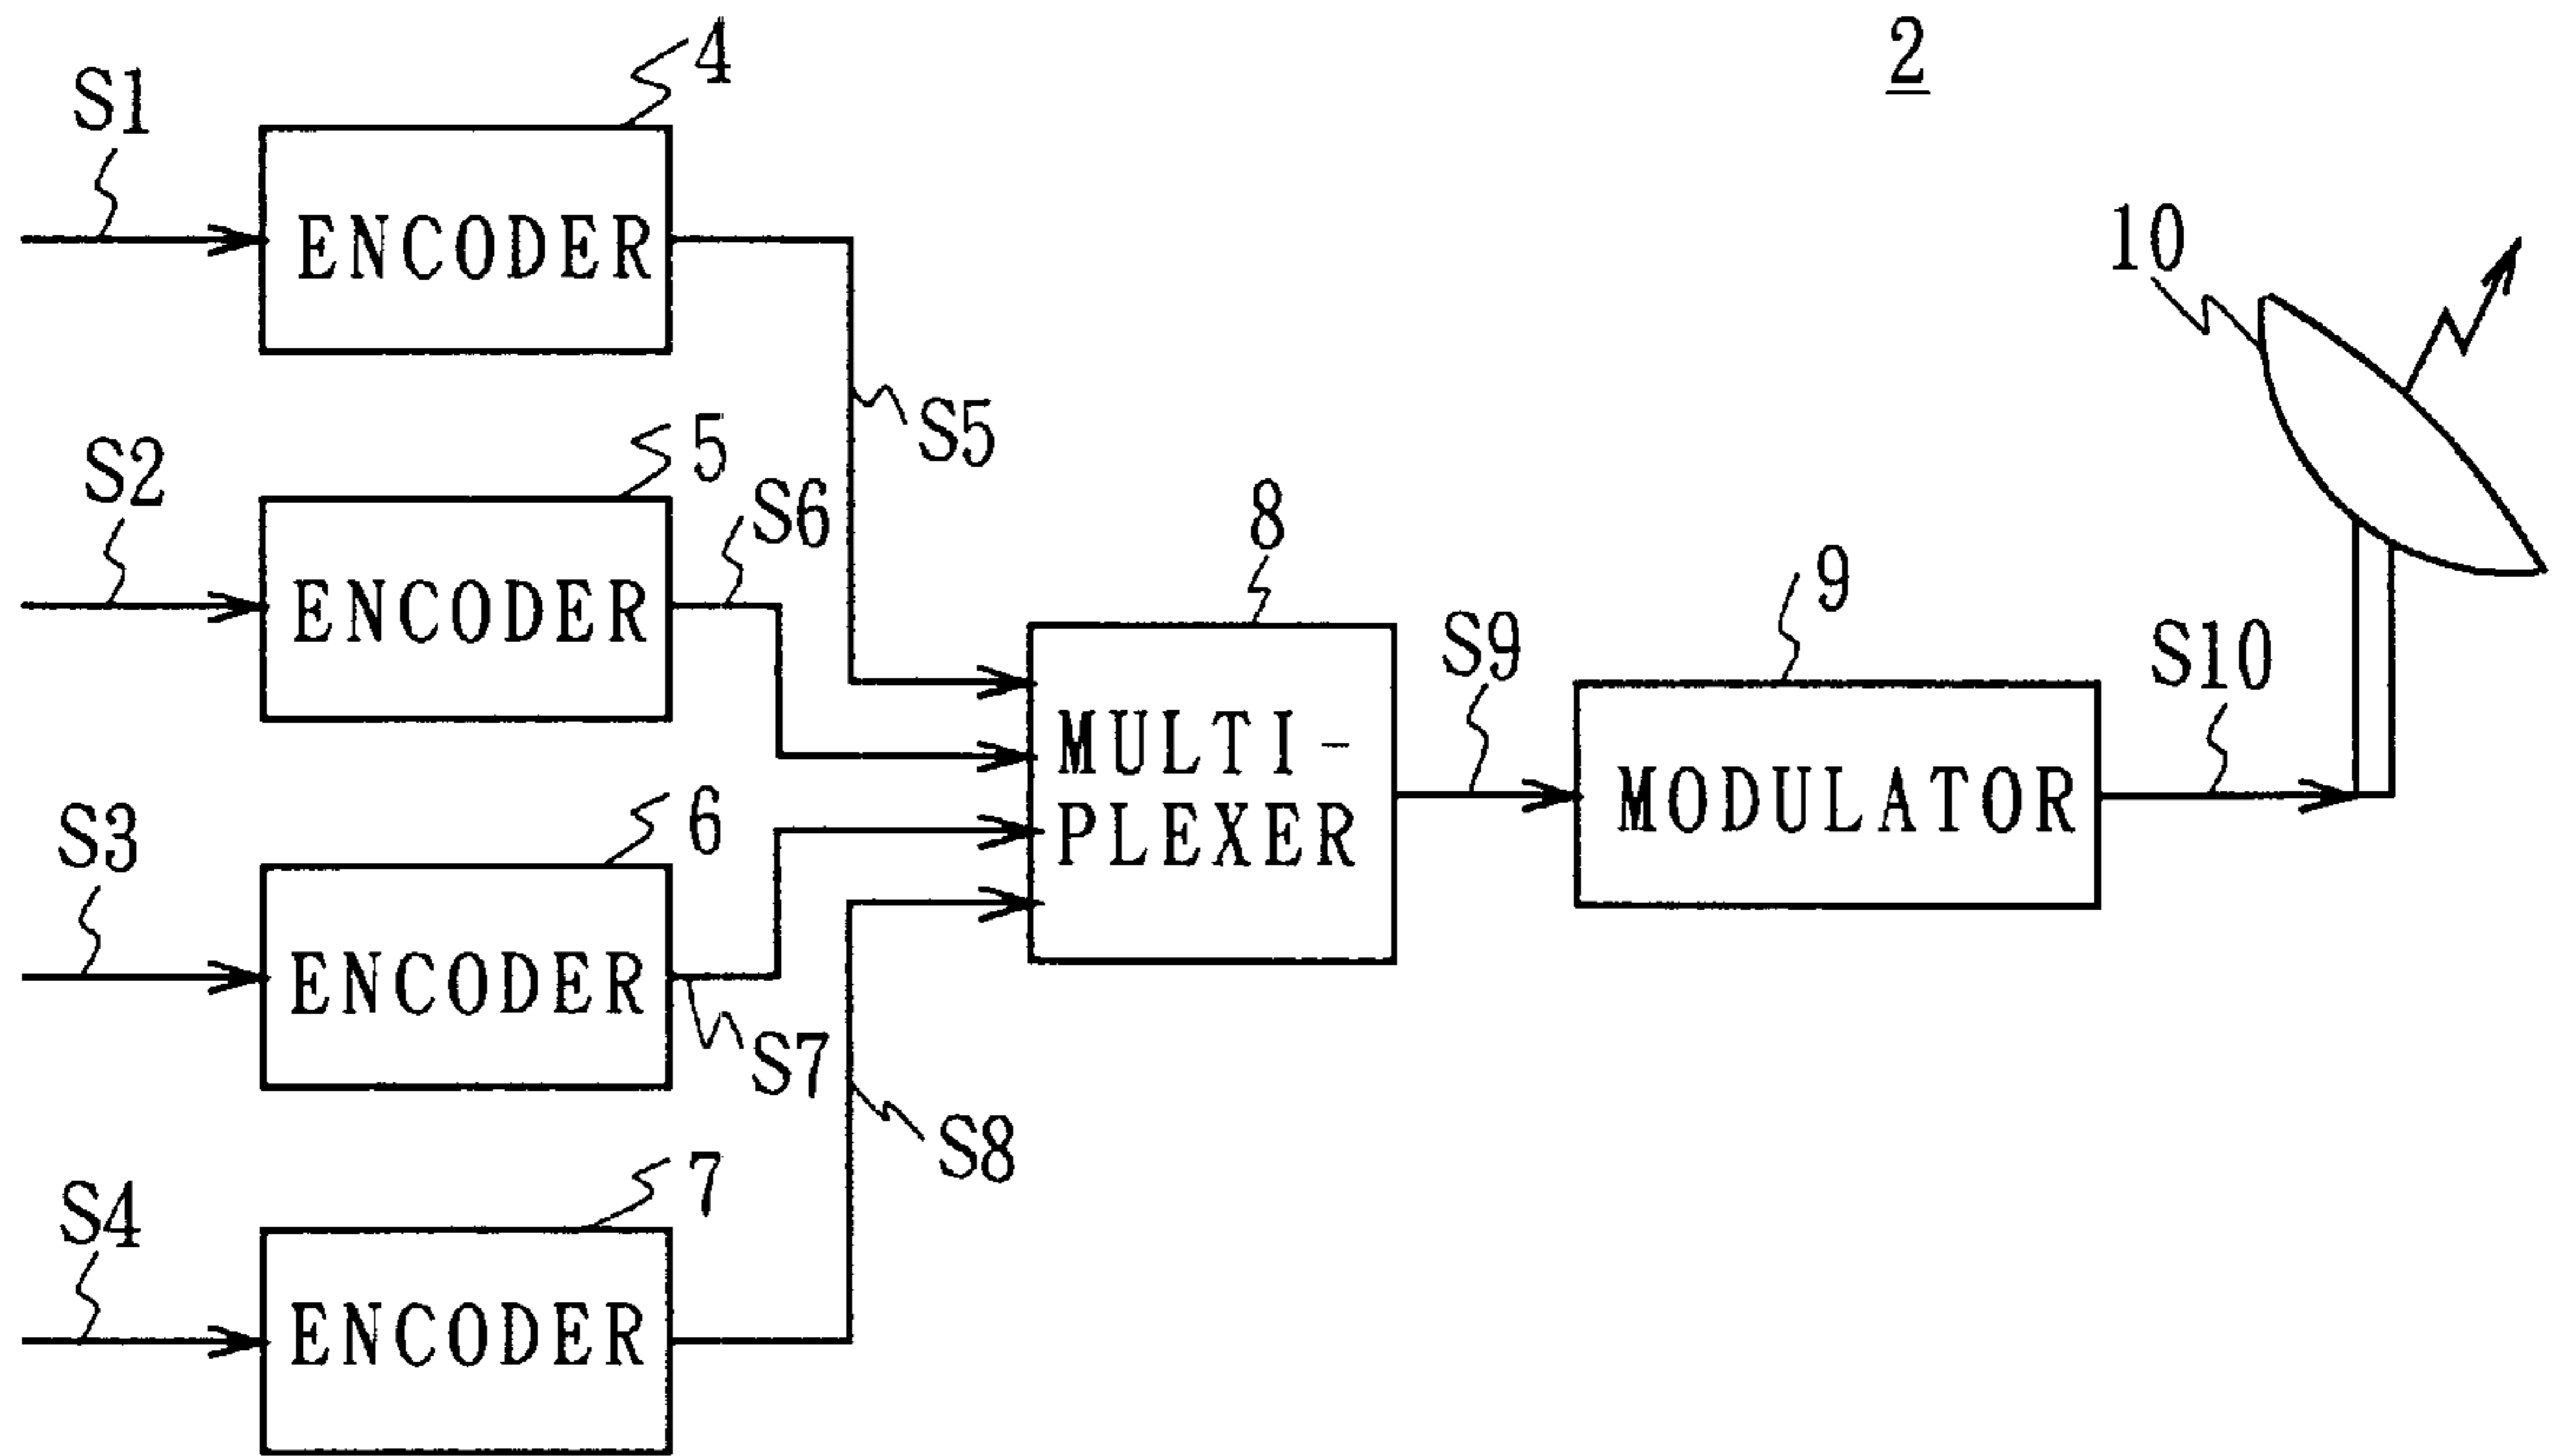 2
4
S1
ENCODER
S5
5
S2
ENCODER
S6
6
S3
ENCODER
S7
7
S4
ENCODER
S8
8
MULTI-
PLEXER
S9
9
MODULATOR
S10
10